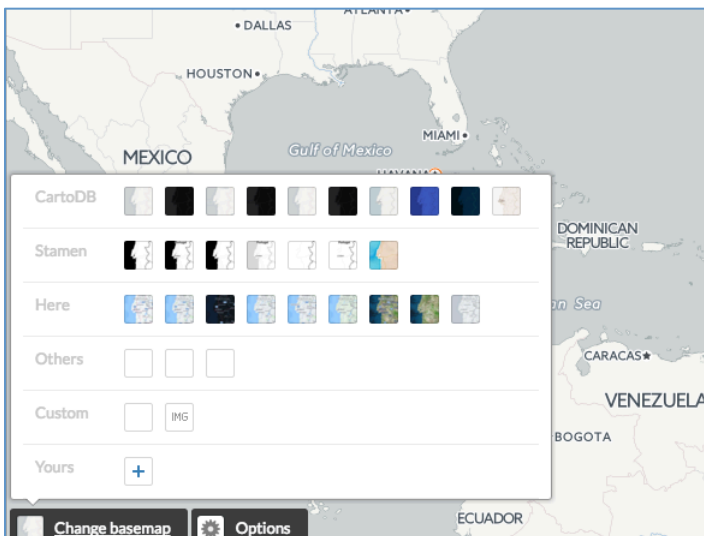 ATLANTA
DALLAS
HOUSTON
MIAMI
Gulf of Mexico
MEXICO
HAVANA
CartoDB
Stamen
DOMINICAN
REPUBLIC
Here
an Sea
Others
CARACAS
Custom
IMG
VENEZUELA
BOGOTA
Yours
+
ECUADOR
Change basemap
Options